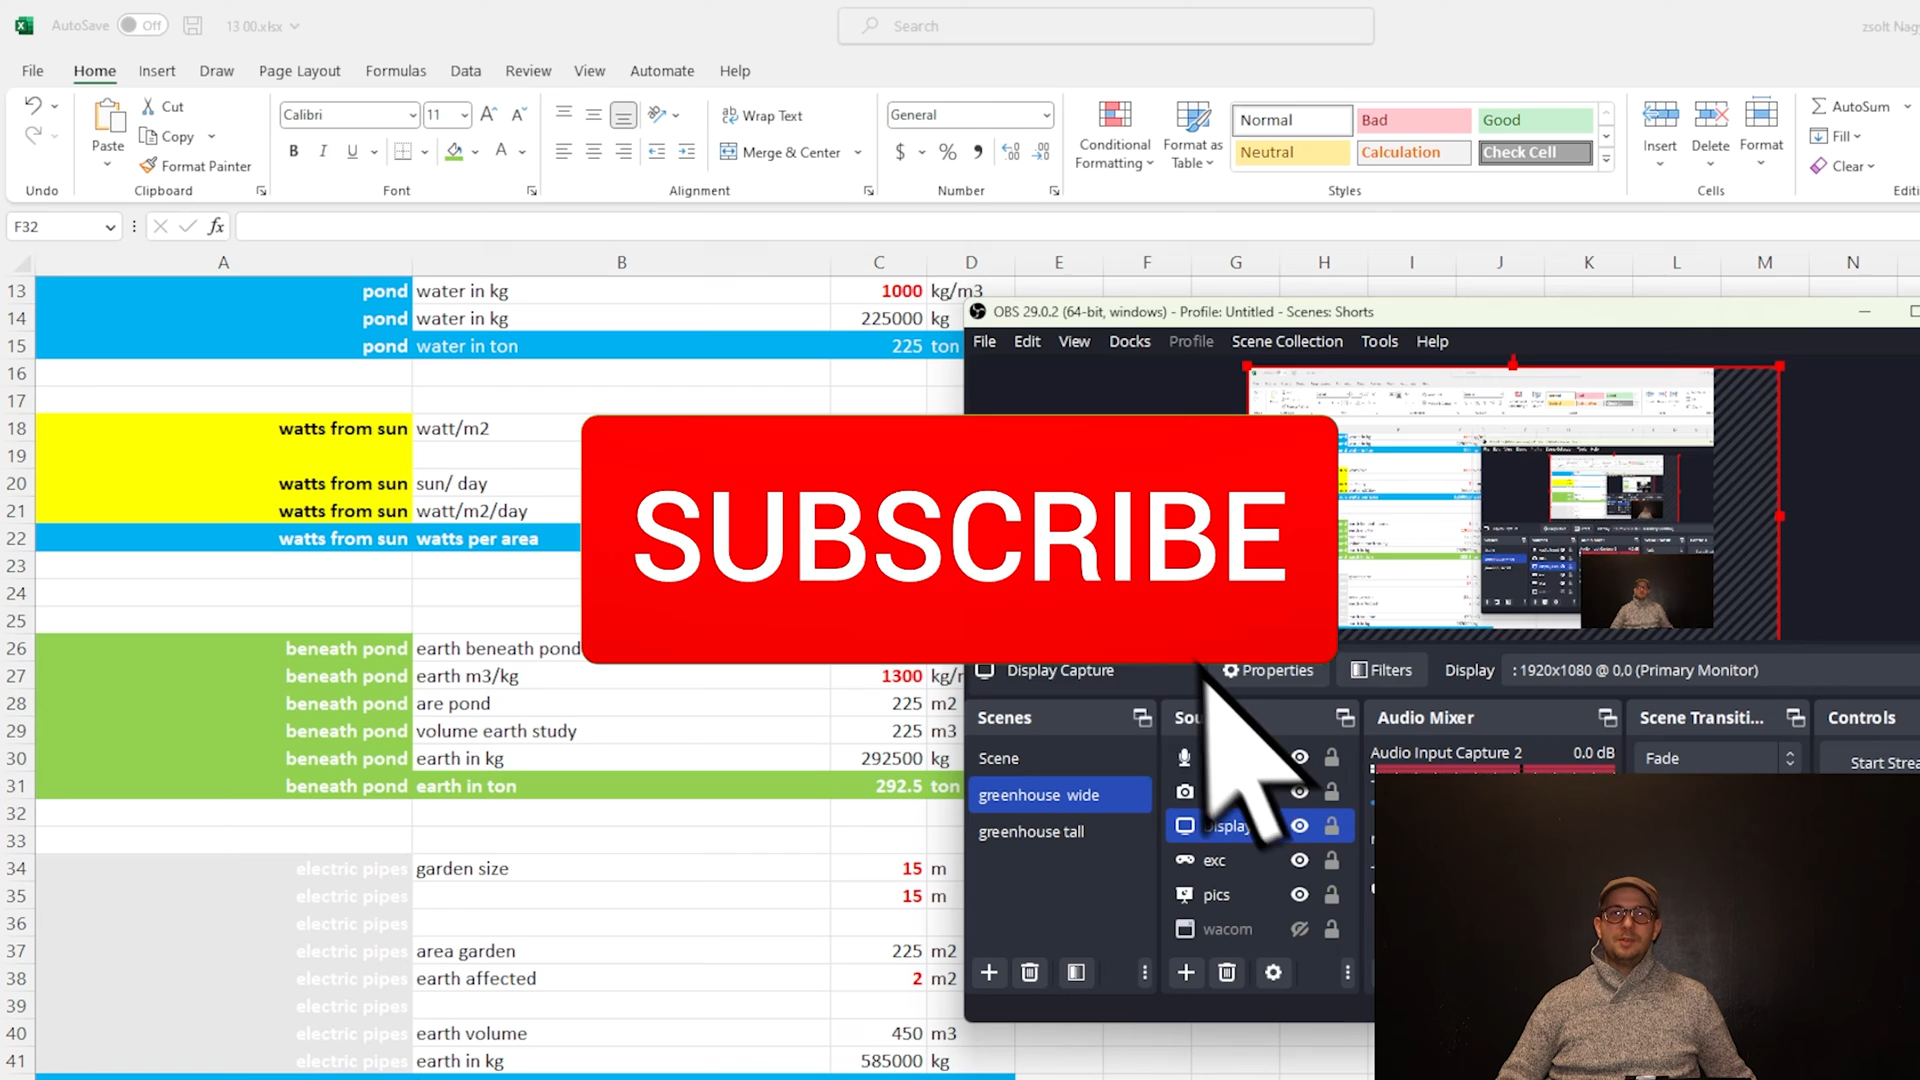 AutoSave Off 13 00.xlsx Search
File Home Insert Draw Page Layout Formulas Data Review View Automate Help
Paste Cut Copy Format Painter
Calibri 11
B I U A
Wrap Text
Merge & Center
General
$ %
Conditional Formatting
Format as Table
Normal Bad Good
Neutral Calculation Check Cell
Insert Delete Format
AutoSum
Fill
Clear
Undo Clipboard Font Alignment Number Styles Cells
F32 fx
A B C D E F G H I J K L M N
13 pond water in kg 1000 kg/m3
14 pond water in kg 225000 kg
15 pond water in ton 225 ton
16
17
18 watts from sun watt/m2
19
20 watts from sun sun/ day
21 watts from sun watt/m2/day
22 watts from sun watts per area
23
24
25
26 beneath pond earth beneath pond
27 beneath pond earth m3/kg 1300
28 beneath pond are pond 225 m2
29 beneath pond volume earth study 225 m3
30 beneath pond earth in kg 292500 kg
31 beneath pond earth in ton 292.5 ton
32
33
34 electric pipes garden size 15 m
35 electric pipes 15 m
36 electric pipes
37 electric pipes area garden 225 m2
38 electric pipes earth affected 2 m2
39 electric pipes
40 electric pipes earth volume 450 m3
41 electric pipes earth in kg 585000 kg
OBS 29.0.2 (64-bit, windows) - Profile: Untitled - Scenes: Shorts
File Edit View Docks Profile Scene Collection Tools Help
SUBSCRIBE
Display Capture Properties Filters Display : 1920x1080 @ 0,0 (Primary Monitor)
Scenes
Scene
greenhouse wide
greenhouse tall
exc
pics
wacom
Audio Mixer
Audio Input Capture 2 0.0 dB
Scene Transiti...
Fade
Controls